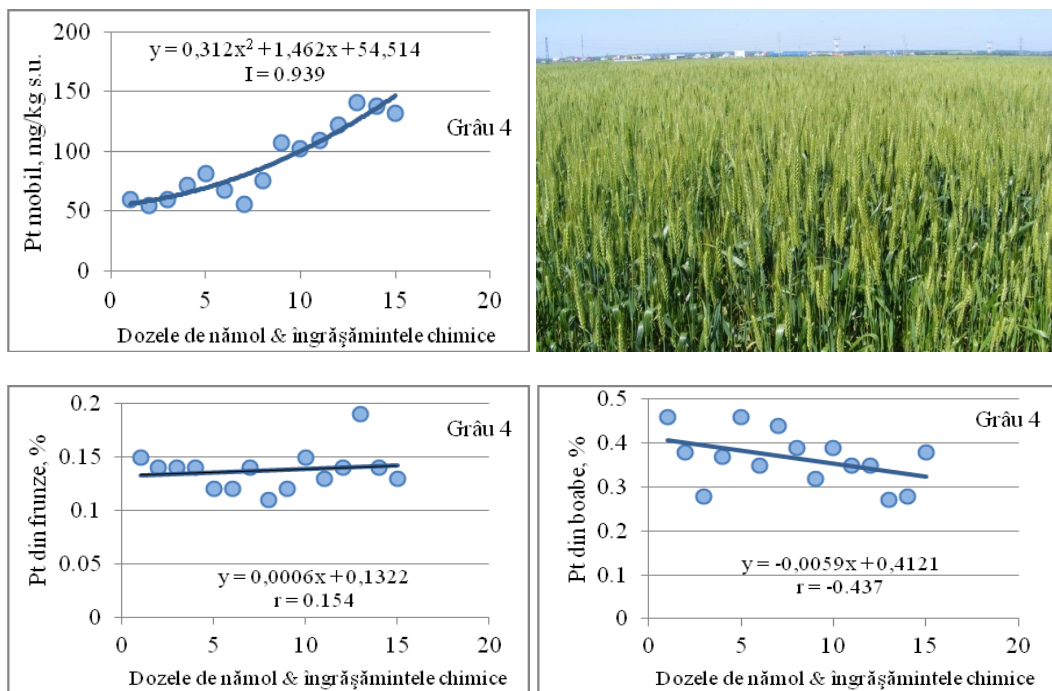 200
150
100
50
0
0 5 10 15 20
Pt mobil, mg/kg s.u.
y = 0,312x² + 1,462x + 54,514
I = 0.939
Grâu 4
Dozele de nămol & îngrăşămintele chimice
0.2
0.15
0.1
0.05
0
0 5 10 15 20
Pt din frunze, %
Grâu 4
y = 0,0006x + 0,1322
r = 0.154
Dozele de nămol & îngrăşămintele chimice
0.5
0.4
0.3
0.2
0.1
0
0 5 10 15 20
Pt din boabe, %
Grâu 4
y = -0,0059x + 0,4121
r = -0.437
Dozele de nămol & îngrăşămintele chimice